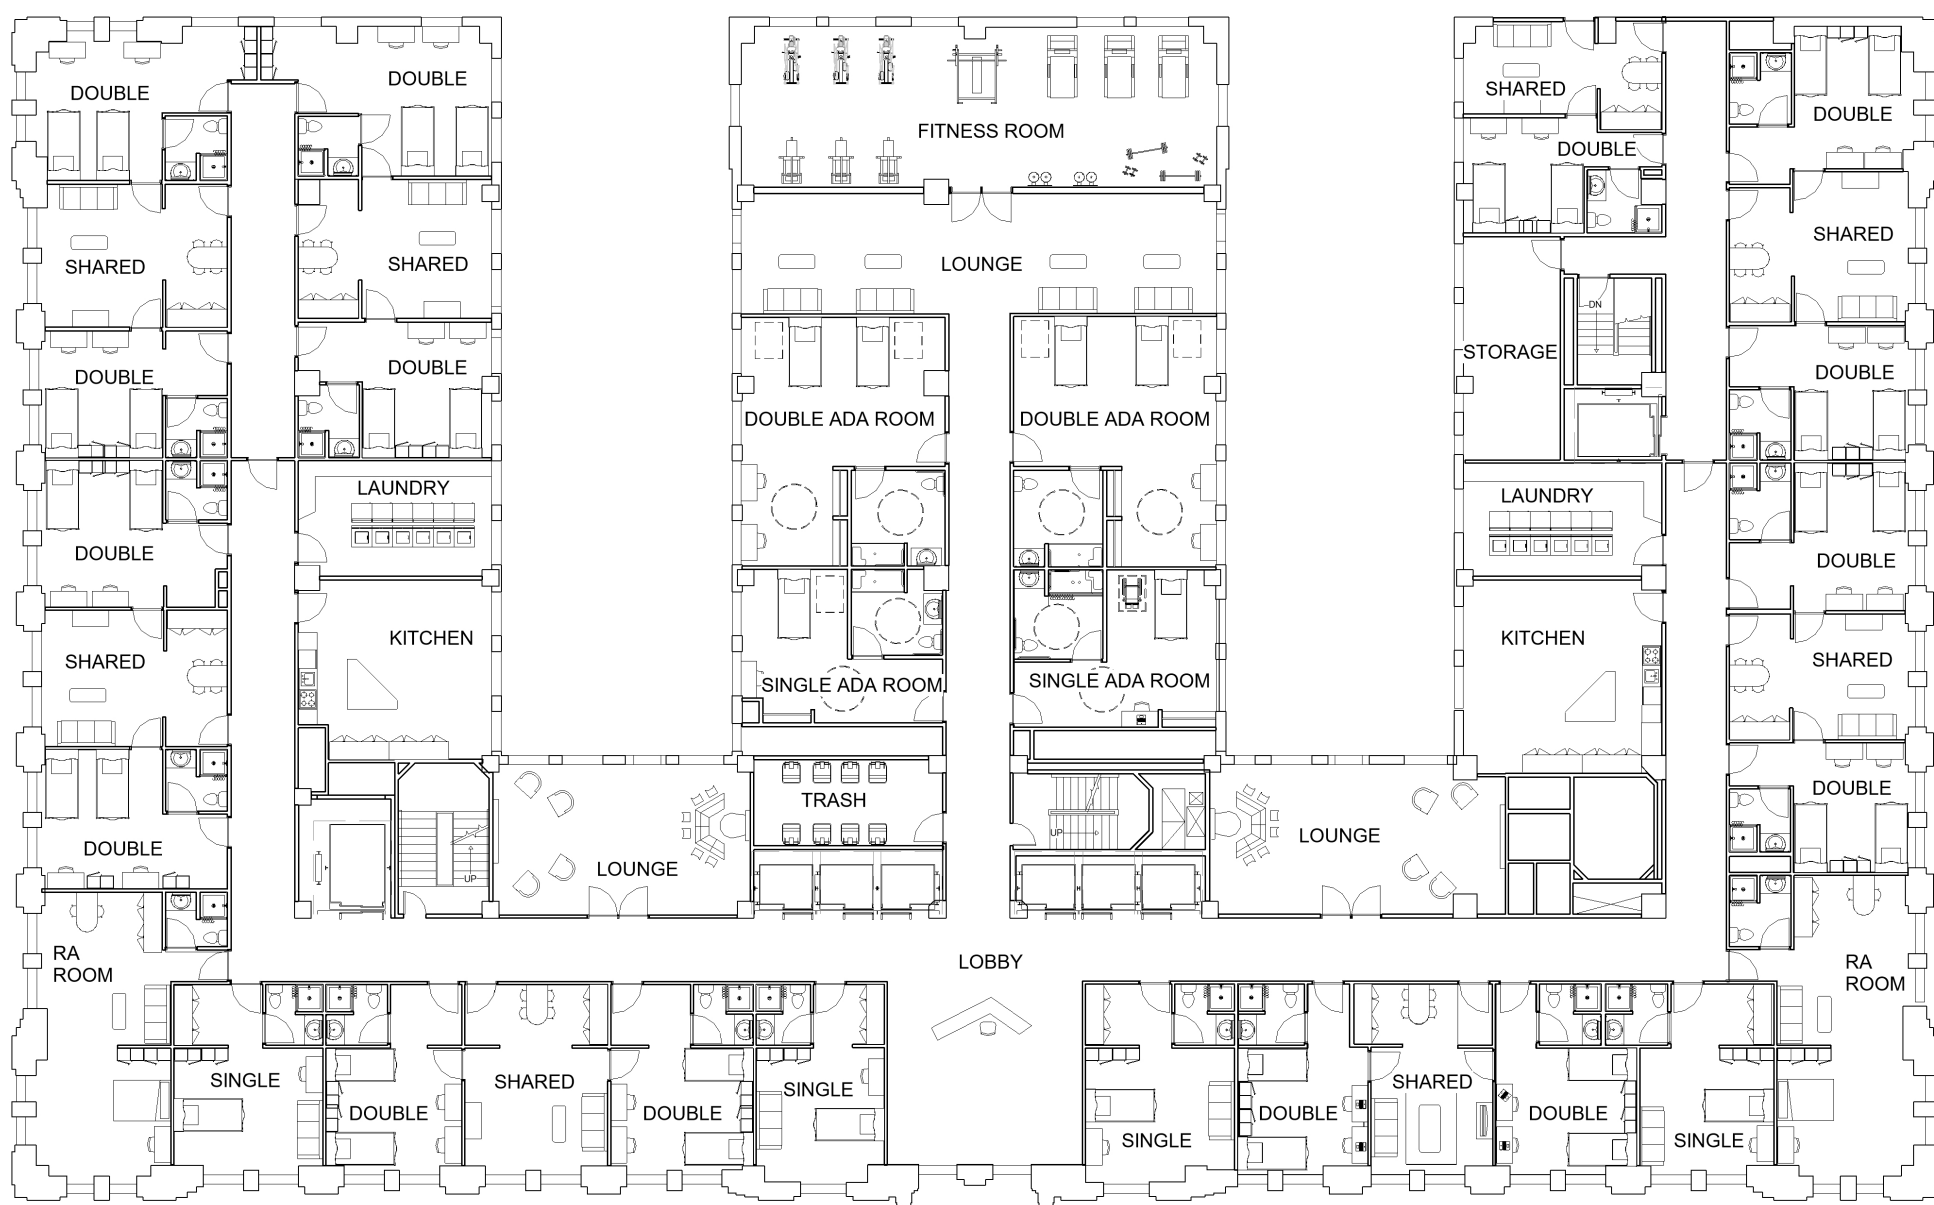 DOUBLE
DOUBLE
SHARED
DOUBLE
FITNESS ROOM
DOUBLE
SHARED
SHARED
LOUNGE
SHARED
DN
STORAGE
DOUBLE
DOUBLE
DOUBLE
DOUBLE ADA ROOM
DOUBLE ADA ROOM
LAUNDRY
LAUNDRY
DOUBLE
DOUBLE
KITCHEN
KITCHEN
SHARED
SHARED
SINGLE ADA ROOM
SINGLE ADA ROOM
DOUBLE
TRASH
UP
LOUNGE
DOUBLE
LOUNGE
UP
RA
ROOM
LOBBY
RA
ROOM
SINGLE
SHARED
SINGLE
SHARED
DOUBLE
DOUBLE
DOUBLE
DOUBLE
SINGLE
SINGLE